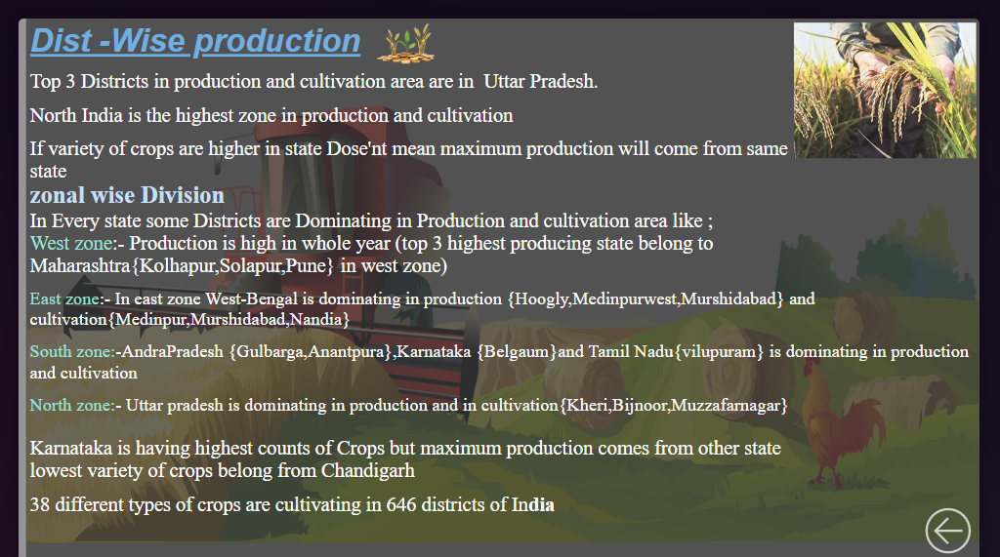 Dist -Wise production
Top 3 Districts in production and cultivation area are in  Uttar Pradesh.
North India is the highest zone in production and cultivation
If variety of crops are higher in state Dose'nt mean maximum production will come from same
state
zonal wise Division
In Every state some Districts are Dominating in Production and cultivation area like ;
West zone:- Production is high in whole year (top 3 highest producing state belong to
Maharashtra{Kolhapur,Solapur,Pune} in west zone)
East zone:- In east zone West-Bengal is dominating in production {Hoogly,Medinpurwest,Murshidabad} and
cultivation{Medinpur,Murshidabad,Nandia}
South zone:-AndraPradesh {Gulbarga,Anantpura},Karnataka {Belgaum}and Tamil Nadu{vilupuram} is dominating in production
and cultivation
North zone:- Uttar pradesh is dominating in production and in cultivation{Kheri,Bijnoor,Muzzafarnagar}
Karnataka is having highest counts of Crops but maximum production comes from other state
lowest variety of crops belong from Chandigarh
38 different types of crops are cultivating in 646 districts of India